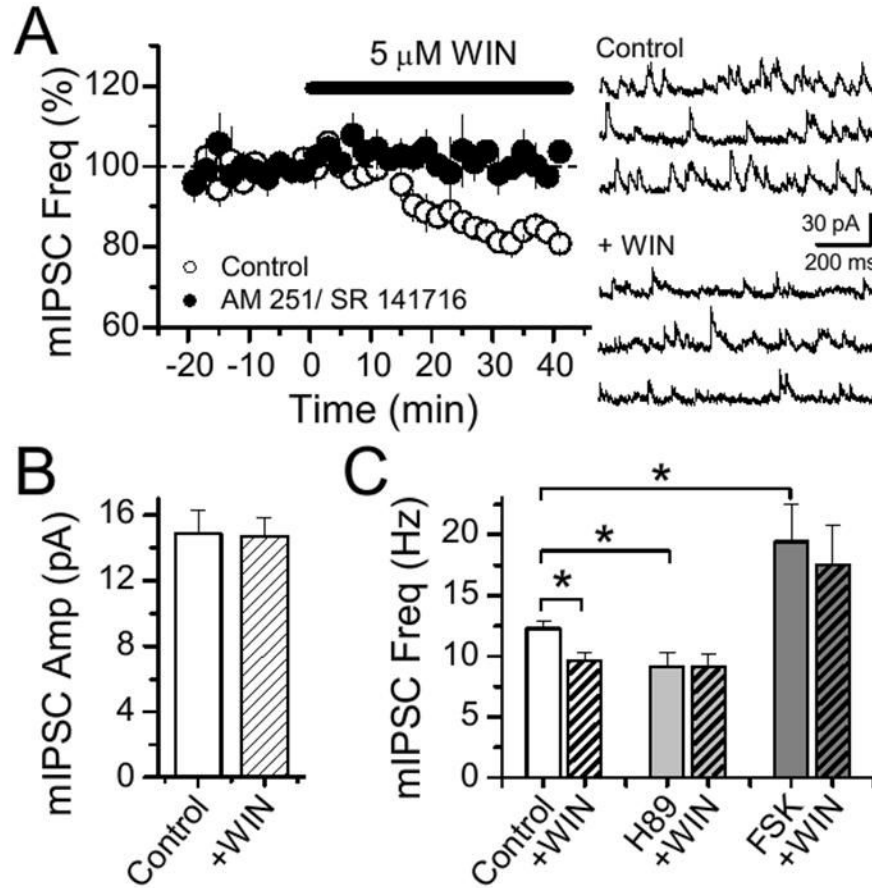 A
5 μM WIN
mIPSC Freq (%)
120
100
80
60
Control
AM 251/ SR 141716
-20 -10 0 10 20 30 40
Time (min)
Control
30 pA
200 ms
+ WIN
B
mIPSC Amp (pA)
16
12
8
4
0
Control
+WIN
C
mIPSC Freq (Hz)
20
15
10
5
0
*
*
*
Control
+WIN
H89
+WIN
FSK
+WIN